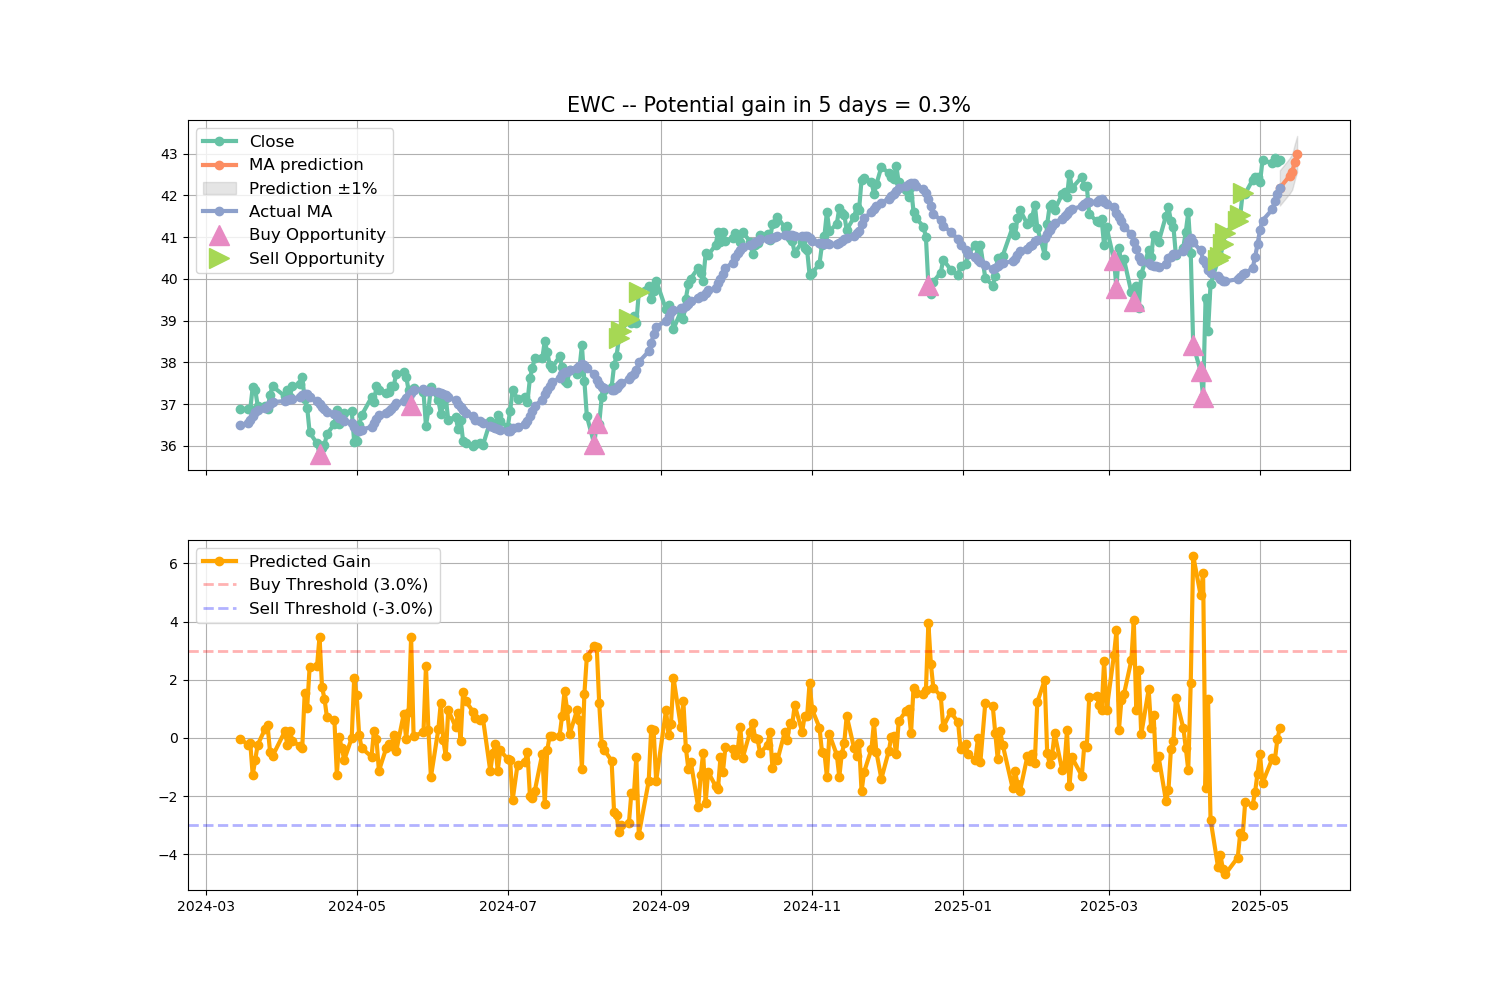 EWC -- Potential gain in 5 days = 0.3%
Close
MA prediction
Prediction ±1%
Actual MA
Buy Opportunity
Sell Opportunity
43
42
41
40
39
38
37
36
Predicted Gain
Buy Threshold (3.0%)
Sell Threshold (-3.0%)
6
4
2
0
−2
−4
2024-03 2024-05 2024-07 2024-09 2024-11 2025-01 2025-03 2025-05